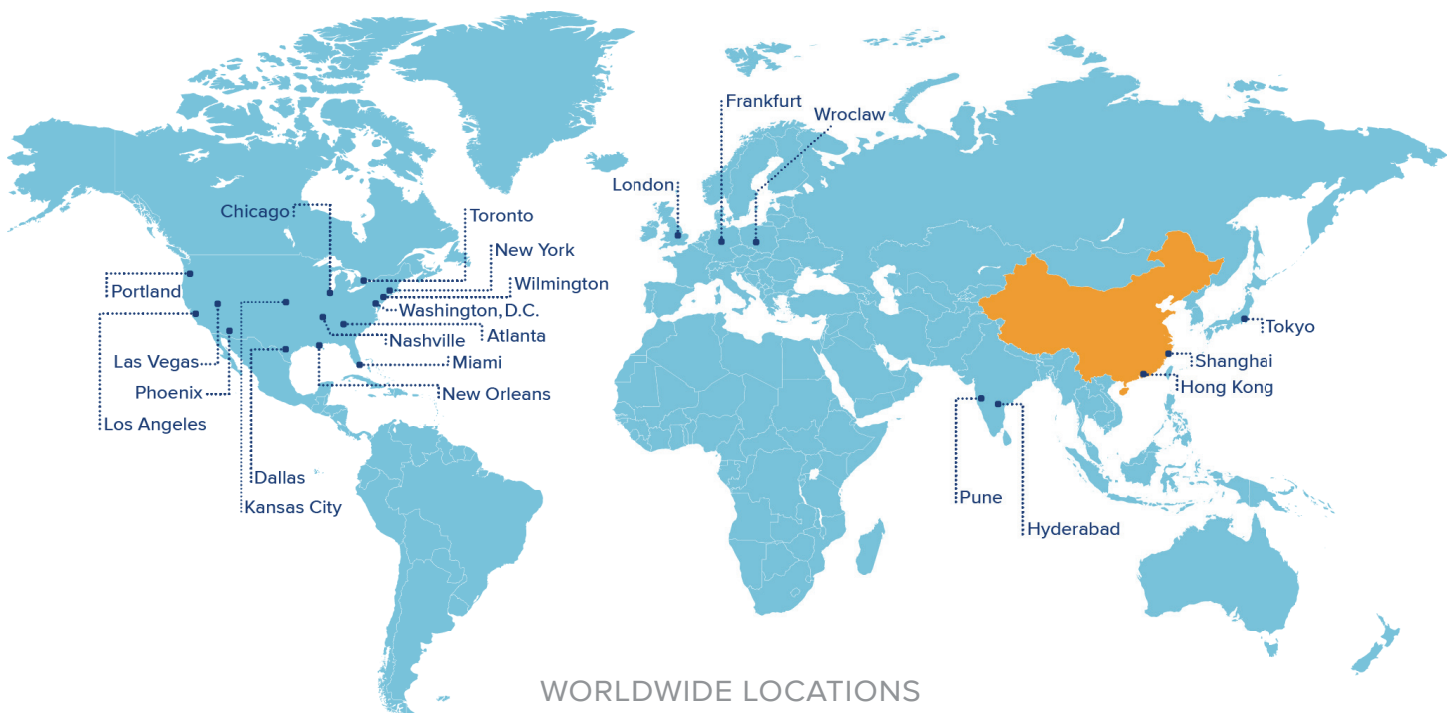 Frankfurt
Wroclaw
London
Chicago
Toronto
New York
Portland
Wilmington
Washington, D.C.
Tokyo
Atlanta
Nashville
Las Vegas
Miami
Shanghai
Phoenix
New Orleans
Hong Kong
Los Angeles
Dallas
Pune
Kansas City
Hyderabad
WORLDWIDE LOCATIONS